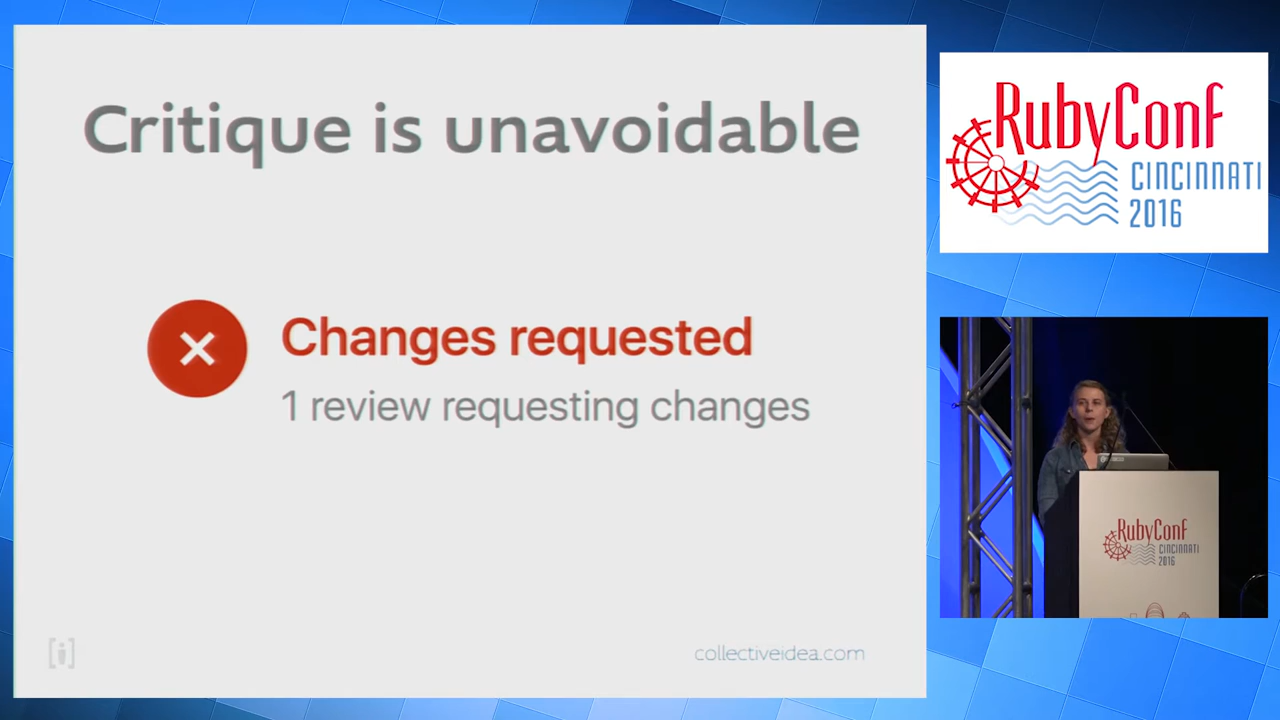 Critique is unavoidable
Changes requested
1 review requesting changes
[i]
collectiveidea.com
RubyConf
CINCINNATI
2016
RubyConf
CINCINNATI
2016